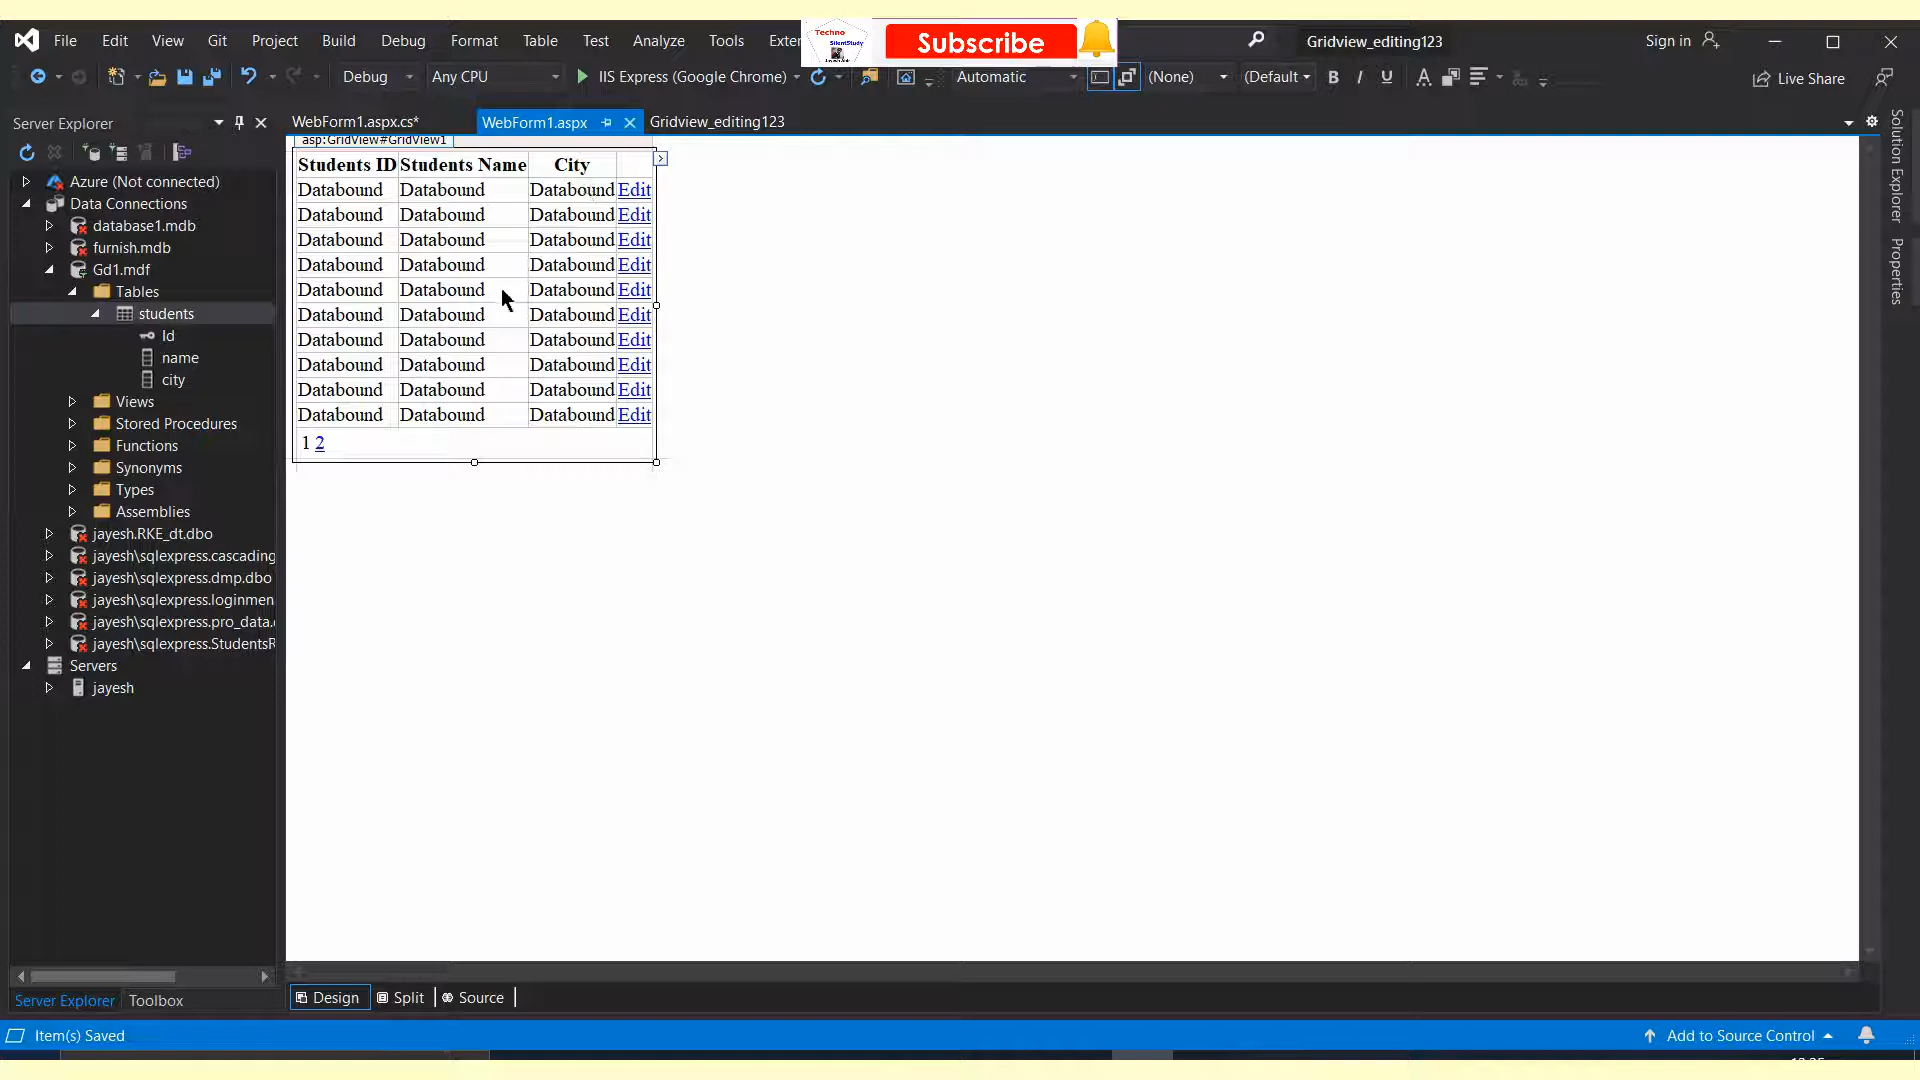 Techno
SilentStudy
Subscribe
File Edit View Git Project Build Debug Format Table Test Analyze Tools Exter
Gridview_editing123
Sign in
Debug Any CPU IIS Express (Google Chrome) Automatic (None) (Default B I U A Live Share
Server Explorer
WebForm1.aspx.cs* WebForm1.aspx Gridview_editing123
asp:GridView#GridView1
Students ID Students Name City
Databound Databound Databound Edit
Databound Databound Databound Edit
Databound Databound Databound Edit
Databound Databound Databound Edit
Databound Databound Databound Edit
Databound Databound Databound Edit
Databound Databound Databound Edit
Databound Databound Databound Edit
Databound Databound Databound Edit
Databound Databound Databound Edit
1 2
Azure (Not connected)
Data Connections
database1.mdb
furnish.mdb
Gd1.mdf
Tables
students
Id
name
city
Views
Stored Procedures
Functions
Synonyms
Types
Assemblies
jayesh.RKE_dt.dbo
jayesh\sqlexpress.cascading
jayesh\sqlexpress.dmp.dbo
jayesh\sqlexpress.loginmen
jayesh\sqlexpress.pro_data.
jayesh\sqlexpress.StudentsR
Servers
jayesh
Solution Explorer
Properties
Server Explorer Toolbox
Design Split Source
Item(s) Saved
Add to Source Control